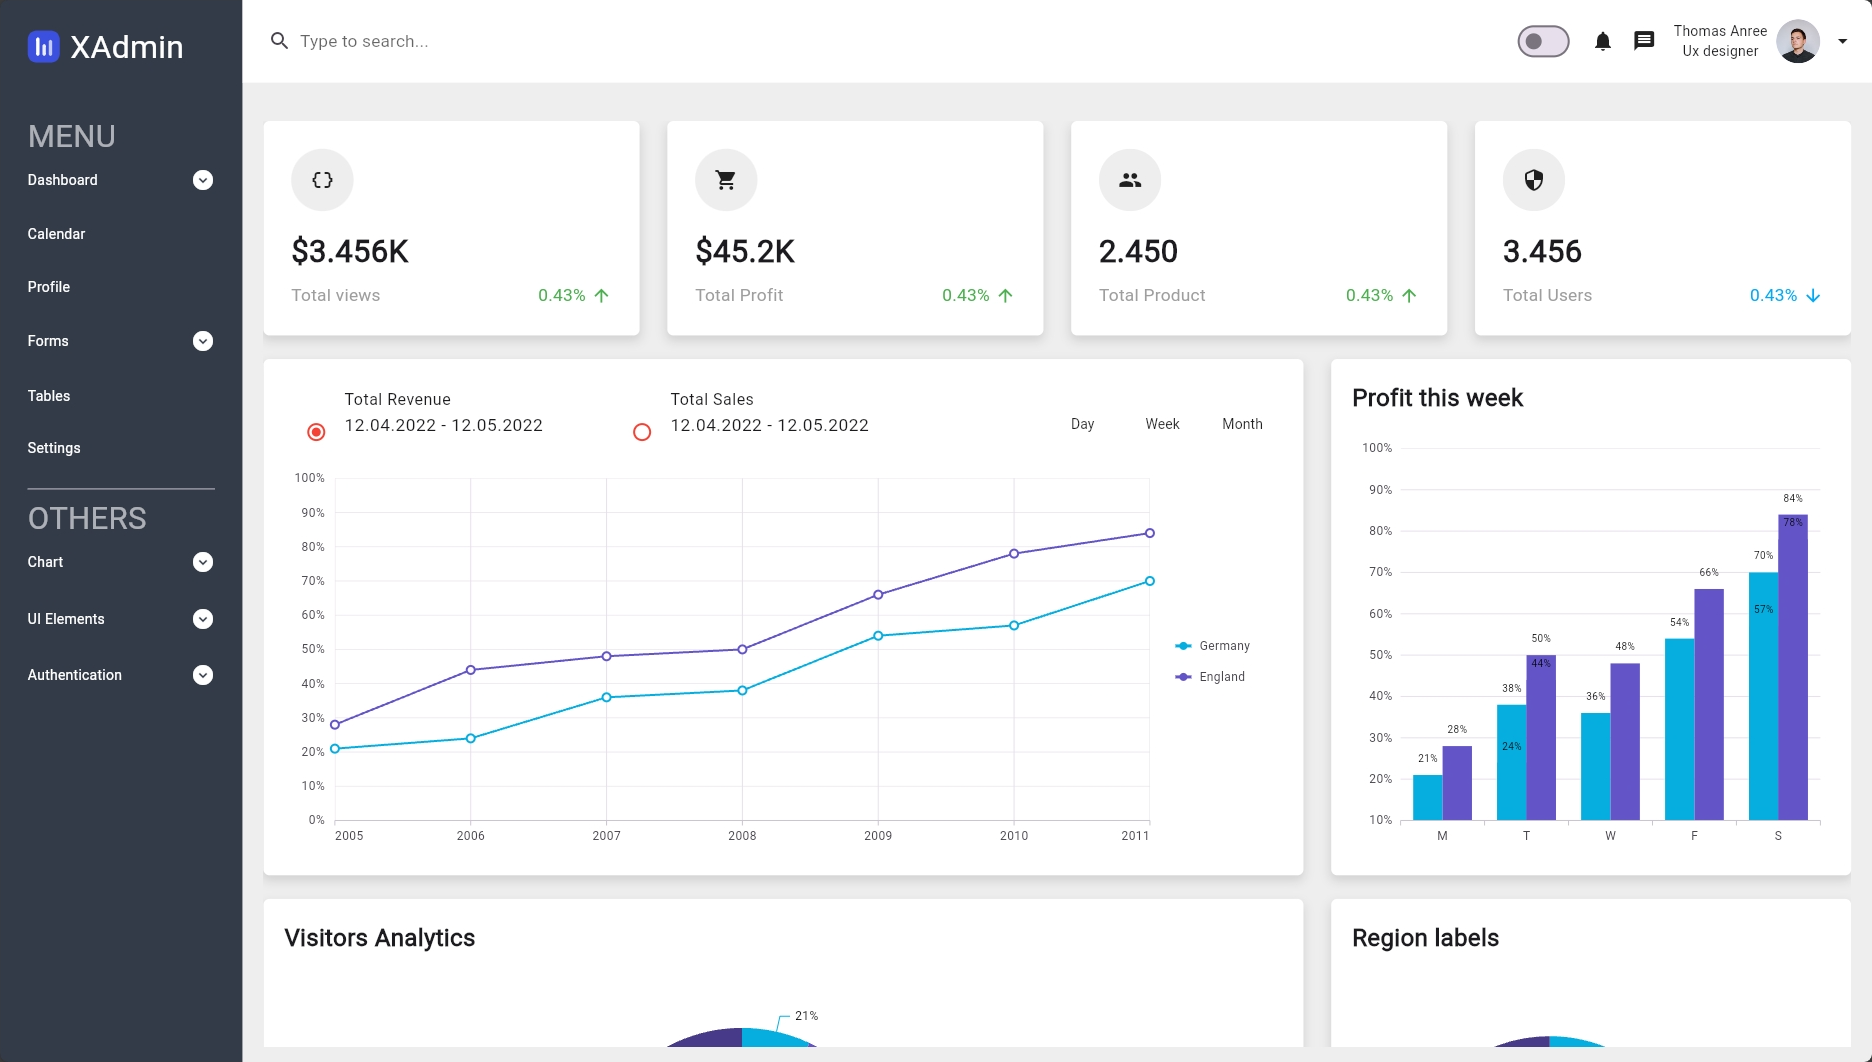 XAdmin
MENU
Dashboard
Calendar
Profile
Forms
Tables
Settings
OTHERS
Chart
UI Elements
Authentication
Type to search...
Thomas Anree
Ux designer
$3.456K
Total views
0.43%
$45.2K
Total Profit
0.43%
2.450
Total Product
0.43%
3.456
Total Users
0.43%
Total Revenue
12.04.2022 - 12.05.2022
Total Sales
12.04.2022 - 12.05.2022
Day
Week
Month
100%
90%
80%
70%
60%
50%
40%
30%
20%
10%
0%
2005
2006
2007
2008
2009
2010
2011
Germany
England
Profit this week
100%
90%
80%
70%
60%
50%
40%
30%
20%
10%
21%
28%
38%
24%
50%
44%
36%
48%
54%
66%
70%
57%
84%
78%
M
T
W
F
S
Visitors Analytics
21%
Region labels